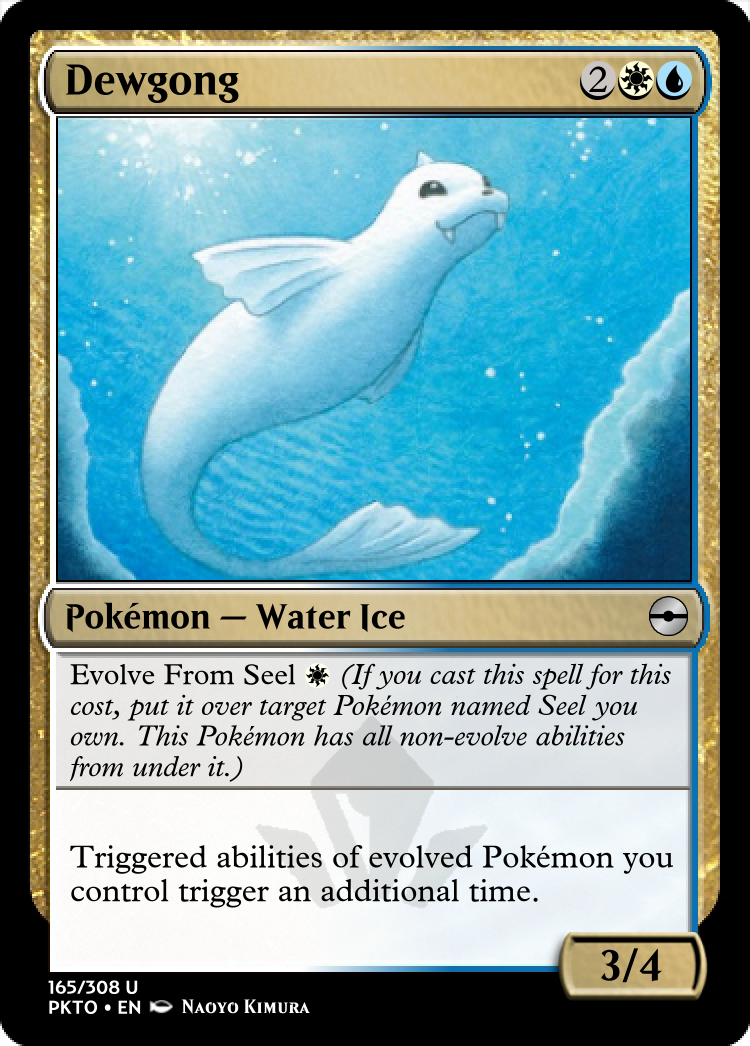 Dewgong 2
Pokémon — Water Ice
Evolve From Seel (If you cast this spell for this
cost, put it over target Pokémon named Seel you
own. This Pokémon has all non-evolve abilities
from under it.)
Triggered abilities of evolved Pokémon you
control trigger an additional time.
3/4
165/308 U
PKTO • EN Naoyo Kimura